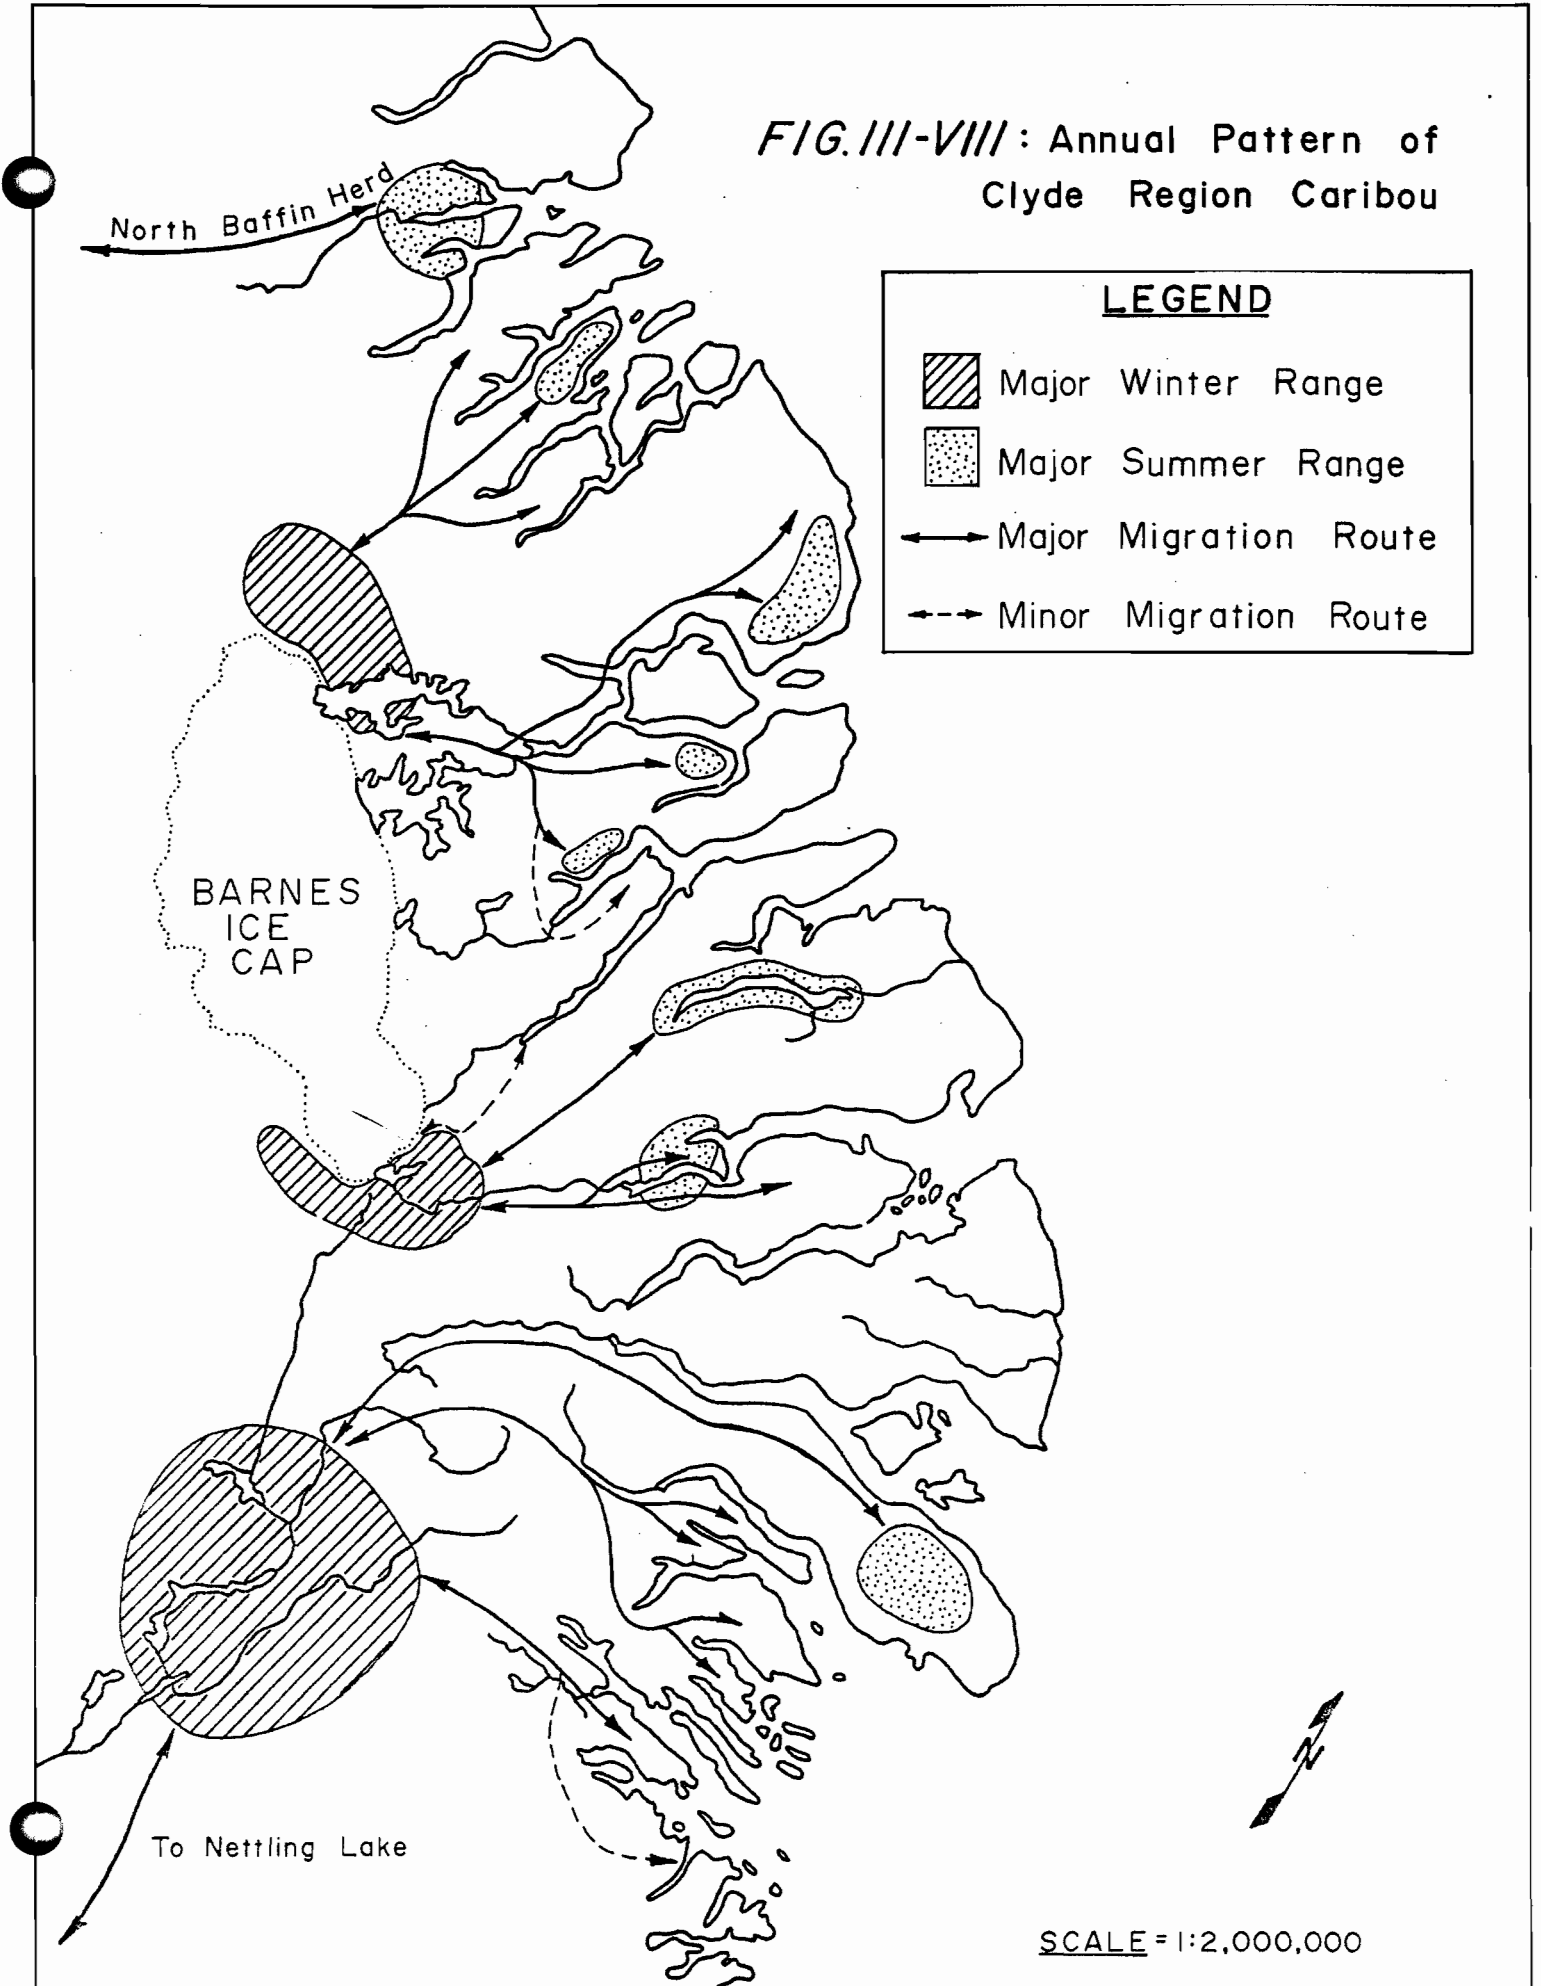 FIG. III-VIII: Annual Pattern of
Clyde Region Caribou
North Baffin Herd
LEGEND
Major Winter Range
Major Summer Range
Major Migration Route
Minor Migration Route
BARNES
ICE
CAP
N
To Nettling Lake
SCALE = 1:2,000,000